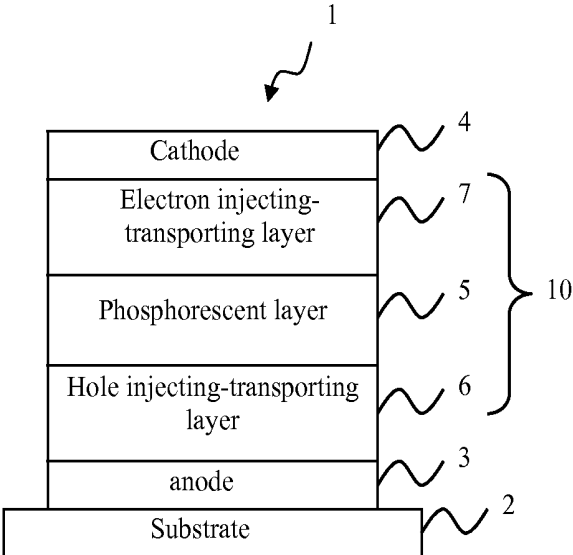 1
Cathode
4
Electron injecting-
transporting layer
7
Phosphorescent layer
5
10
Hole injecting-transporting
layer
6
anode
3
Substrate
2